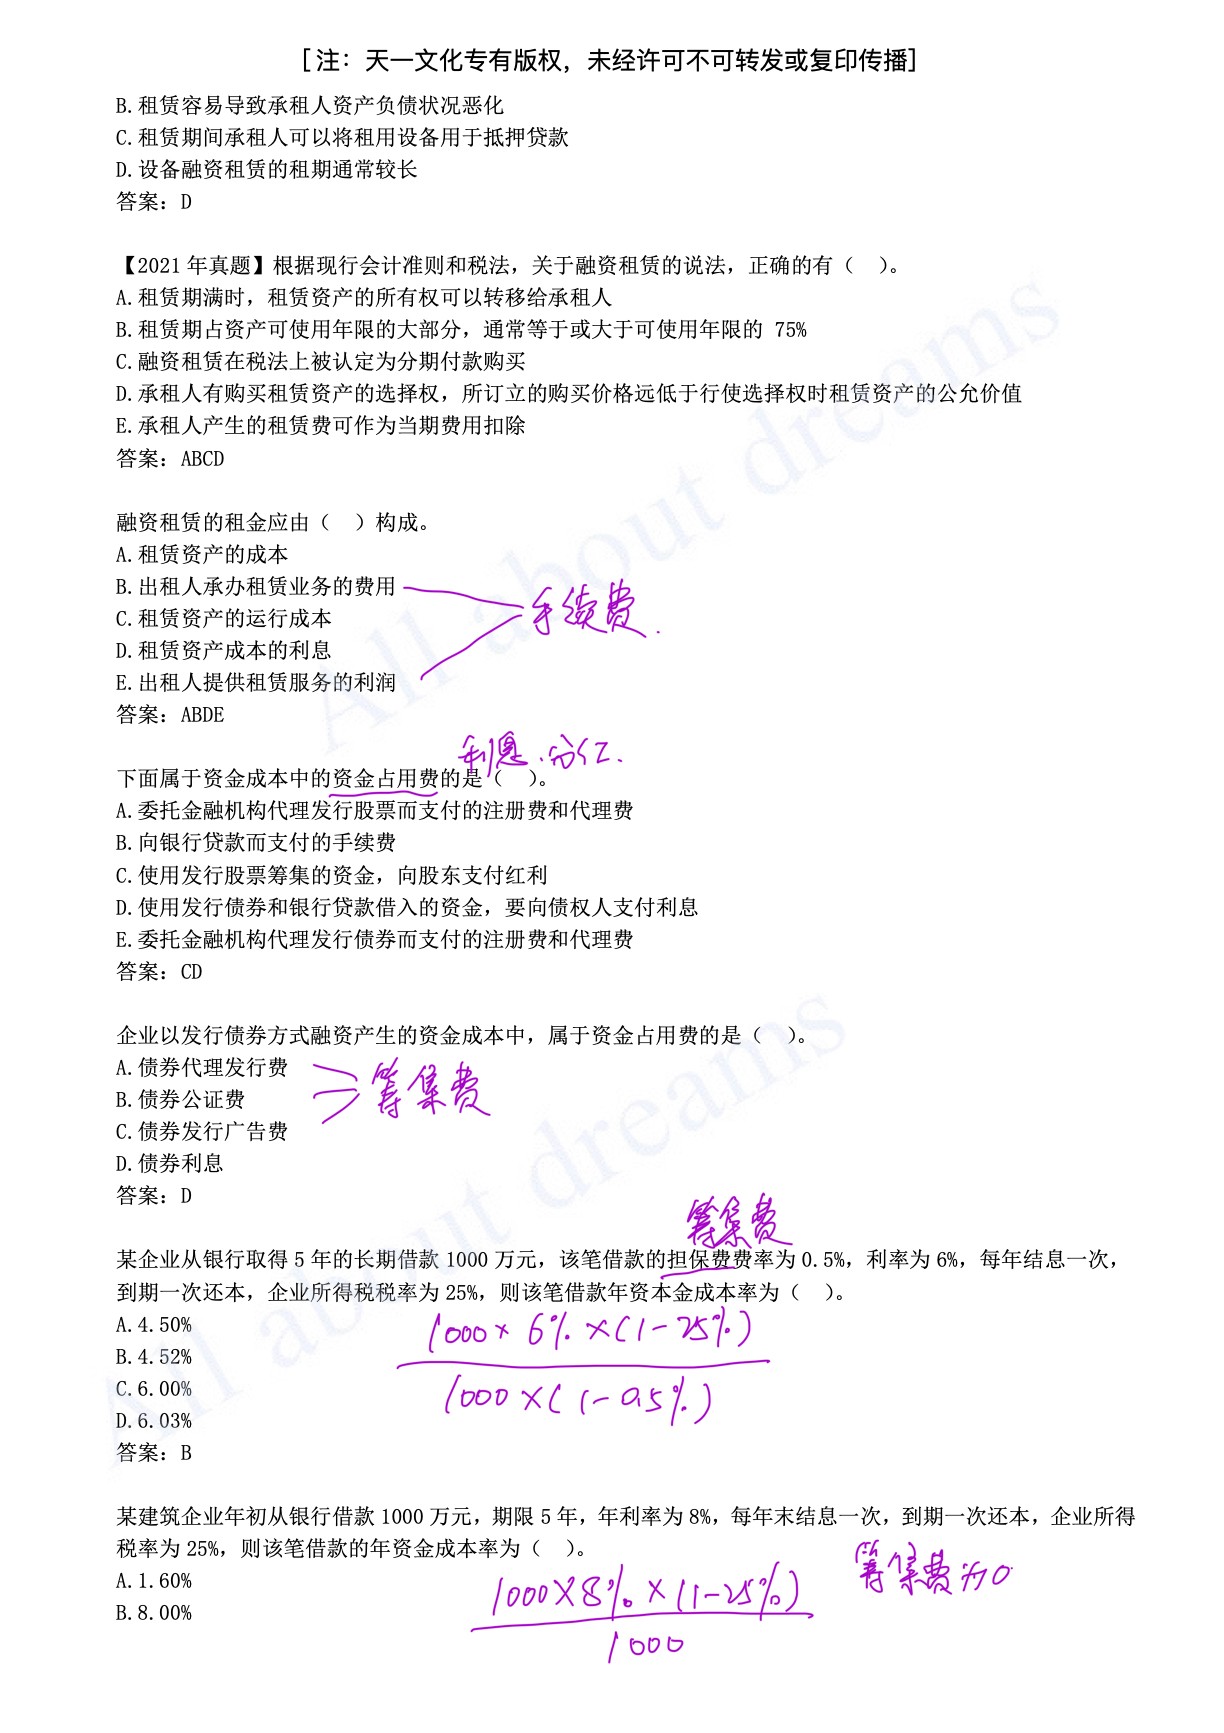 [注：天一文化专有版权，未经许可不可转发或复印传播]
B.租赁容易导致承租人资产负债状况恶化
C.租赁期间承租人可以将租用设备用于抵押贷款
D.设备融资租赁的租期通常较长
答案：D
【2021 年真题】根据现行会计准则和税法，关于融资租赁的说法，正确的有（ ）。
A.租赁期满时，租赁资产的所有权可以转移给承租人
B.租赁期占资产可使用年限的大部分，通常等于或大于可使用年限的 75%
C.融资租赁在税法上被认定为分期付款购买
D.承租人有购买租赁资产的选择权，所订立的购买价格远低于行使选择权时租赁资产的公允价值
E.承租人产生的租赁费可作为当期费用扣除
答案：ABCD
融资租赁的租金应由（ ）构成。
A.租赁资产的成本
B.出租人承办租赁业务的费用
手续费.
C.租赁资产的运行成本
D.租赁资产成本的利息
E.出租人提供租赁服务的利润
答案：ABDE
利息.分红.
下面属于资金成本中的资金占用费的是（ ）。
A.委托金融机构代理发行股票而支付的注册费和代理费
B.向银行贷款而支付的手续费
C.使用发行股票筹集的资金，向股东支付红利
D.使用发行债券和银行贷款借入的资金，要向债权人支付利息
E.委托金融机构代理发行债券而支付的注册费和代理费
答案：CD
企业以发行债券方式融资产生的资金成本中，属于资金占用费的是（ ）。
A.债券代理发行费
B.债券公证费
筹集费
C.债券发行广告费
D.债券利息
答案：D
筹集费
某企业从银行取得 5 年的长期借款 1000 万元，该笔借款的担保费费率为 0.5%，利率为 6%，每年结息一次，
到期一次还本，企业所得税税率为 25%，则该笔借款年资本金成本率为（ ）。
A.4.50%
1000×6%×(1-25%)
B.4.52%
C.6.00%
1000×(1-0.5%)
D.6.03%
答案：B
某建筑企业年初从银行借款 1000 万元，期限 5 年，年利率为 8%，每年末结息一次，到期一次还本，企业所得
税率为 25%，则该笔借款的年资金成本率为（ ）。
筹集费为0
A.1.60%
1000×8%×(1-25%)
B.8.00%
1000
All about dreams
All about dreams